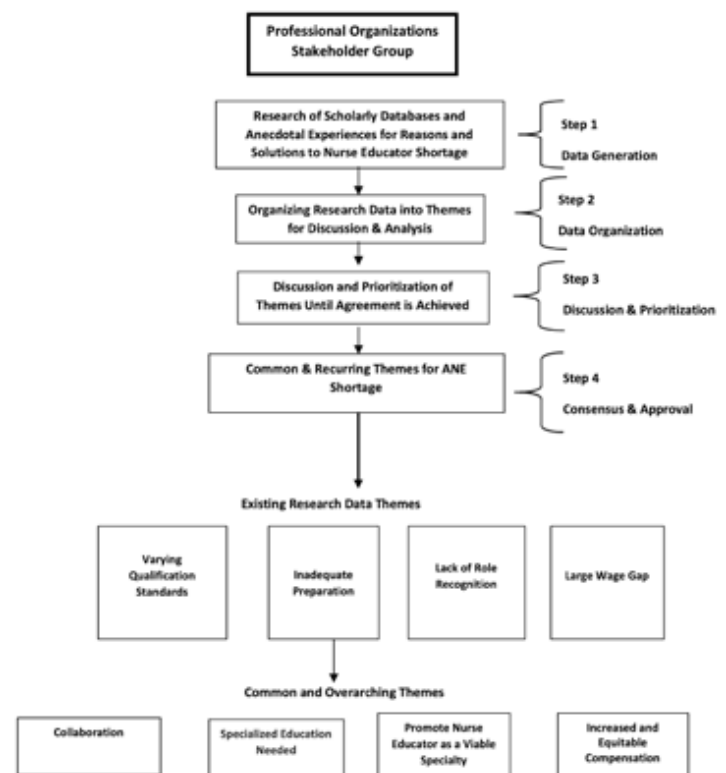 Professional Organizations
Stakeholder Group
Research of Scholarly Databases and
Anecdotal Experiences for Reasons and
Solutions to Nurse Educator Shortage
Step 1
Data Generation
Organizing Research Data into Themes
for Discussion & Analysis
Step 2
Data Organization
Discussion and Prioritization of
Themes Until Agreement is Achieved
Step 3
Discussion & Prioritization
Common & Recurring Themes for ANE
Shortage
Step 4
Consensus & Approval
Existing Research Data Themes
Varying
Qualification
Standards
Inadequate
Preparation
Lack of Role
Recognition
Large Wage Gap
Common and Overarching Themes
Collaboration
Specialized Education
Needed
Promote Nurse
Educator as a Viable
Specialty
Increased and
Equitable
Compensation